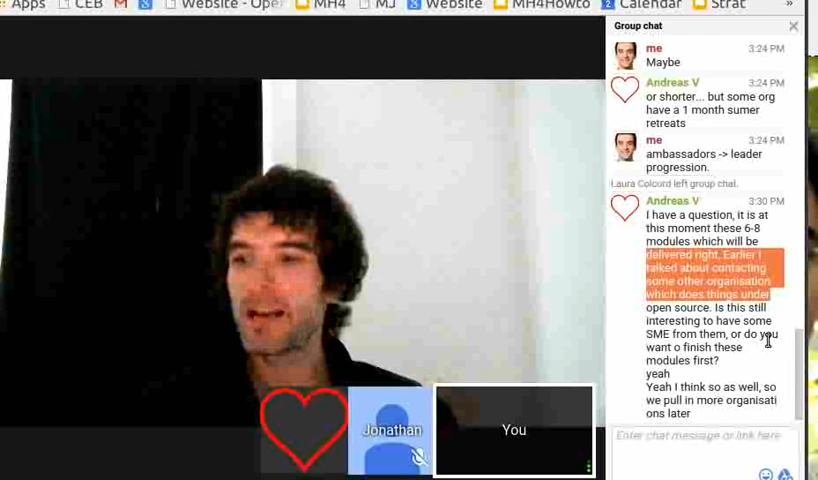 Apps CEB Website - Oper MH4 MJ Website MH4Howto 2 Calendar Strat »
Group chat
me 3:24 PM
Maybe
Andreas V 3:24 PM
or shorter... but some org
have a 1 month sumer
retreats
me 3:24 PM
ambassadors -> leader
progression.
Laura Colcord left group chat.
Andreas V 3:30 PM
I have a question, it is at
this moment these 6-8
modules which will be
delivered right, Earlier I
talked about contacting
some other organisation
which does things under
open source. Is this still
interesting to have some
SME from them, or do you
want o finish these
modules first?
yeah
Yeah I think so as well, so
we pull in more organisati
ons later
Enter chat message or link here
Jonathan
You